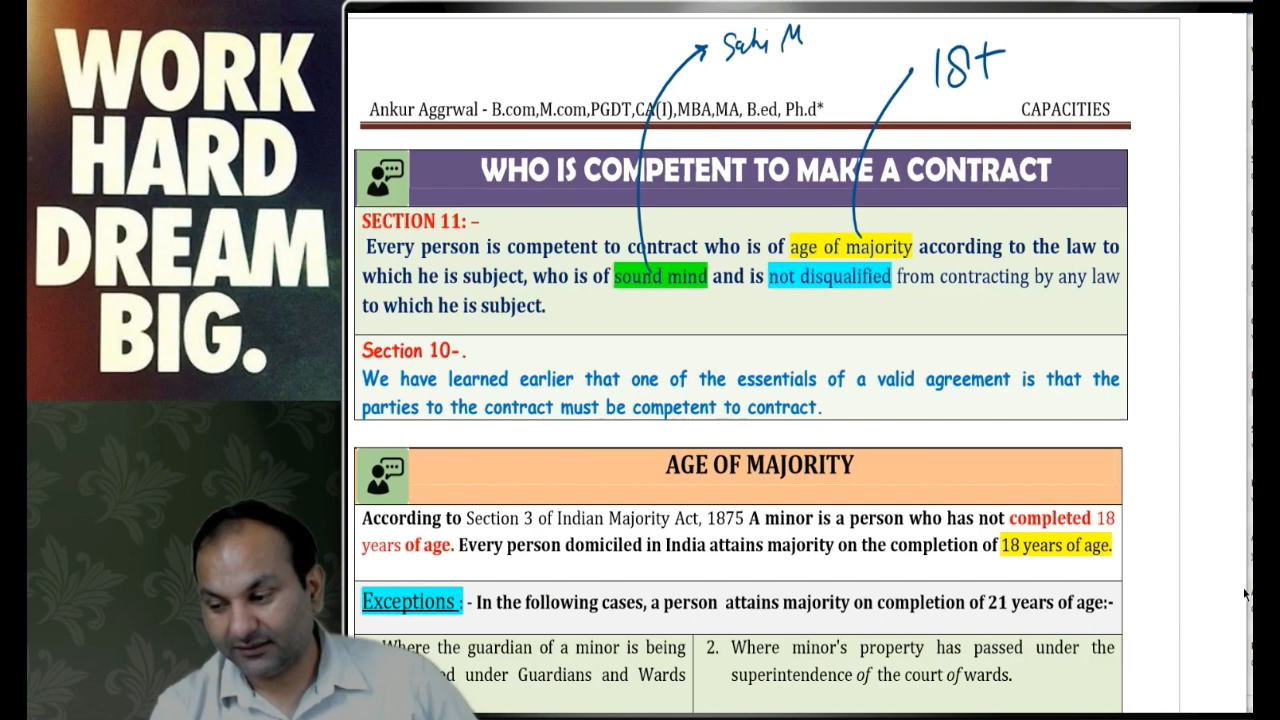 WORK
HARD
DREAM
BIG.
Sahi M
18+
Ankur Aggrwal - B.com,M.com,PGDT,CA(I),MBA,MA, B.ed, Ph.d* CAPACITIES
WHO IS COMPETENT TO MAKE A CONTRACT
SECTION 11: –
Every person is competent to contract who is of age of majority according to the law to
which he is subject, who is of sound mind and is not disqualified from contracting by any law
to which he is subject.
Section 10-.
We have learned earlier that one of the essentials of a valid agreement is that the
parties to the contract must be competent to contract.
AGE OF MAJORITY
According to Section 3 of Indian Majority Act, 1875 A minor is a person who has not completed 18
years of age. Every person domiciled in India attains majority on the completion of 18 years of age.
Exceptions : - In the following cases, a person attains majority on completion of 21 years of age:-
Where the guardian of a minor is being
under Guardians and Wards
2. Where minor's property has passed under the
superintendence of the court of wards.